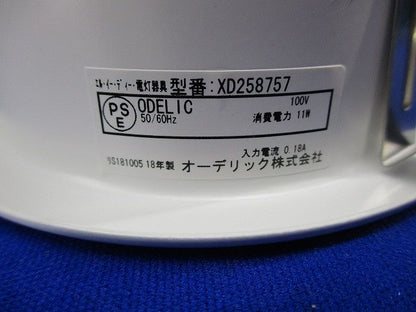 エル・イー・ディー・電灯器具 型番:XD258757
PS
E
ODELIC
50/60Hz
100V
消費電力 11W
入力電流 0.18A
SS181005 18年製 オーデリック株式会社